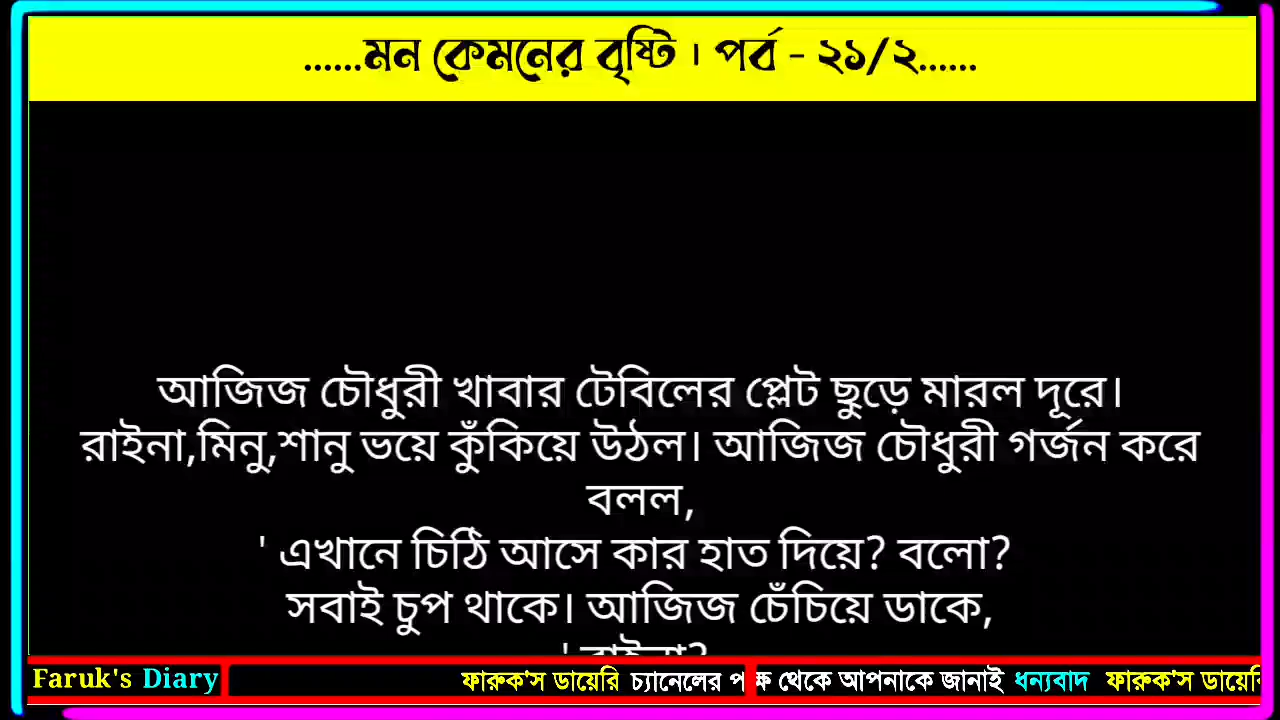 ......মন কেমনের বৃষ্টি । পর্ব - ২১/২......
আজিজ চৌধুরী খাবার টেবিলের প্লেট ছুড়ে মারল দূরে।
রাইনা,মিনু,শানু ভয়ে কুঁকিয়ে উঠল। আজিজ চৌধুরী গর্জন করে
বলল,
' এখানে চিঠি আসে কার হাত দিয়ে? বলো?
সবাই চুপ থাকে। আজিজ চেঁচিয়ে ডাকে,
Faruk's Diary ফারুক'স ডায়েরি চ্যানেলের থেকে আপনাকে জানাই ধন্যবাদ ফারুক'স